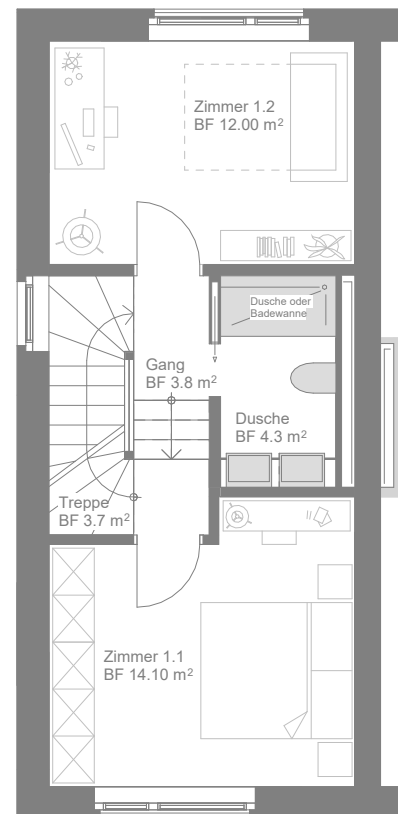 Zimmer 1.2
BF 12.00 m²
Dusche oder
Badewanne
Gang
BF 3.8 m²
Dusche
BF 4.3 m²
Treppe
BF 3.7 m²
Zimmer 1.1
BF 14.10 m²